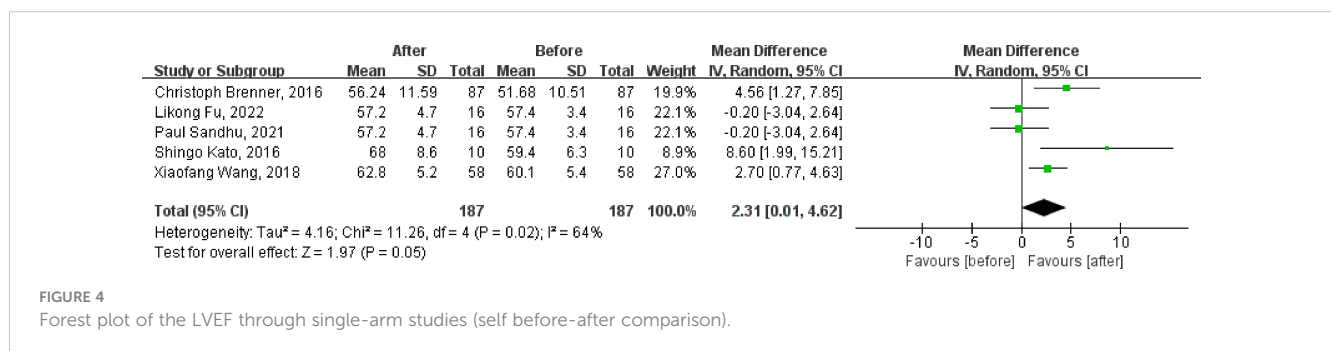 After Before Mean Difference Mean Difference
Study or Subgroup Mean SD Total Mean SD Total Weight IV, Random, 95% CI IV, Random, 95% CI
Christoph Brenner, 2016 56.24 11.59 87 51.68 10.51 87 19.9% 4.56 [1.27, 7.85]
Likong Fu, 2022 57.2 4.7 16 57.4 3.4 16 22.1% -0.20 [-3.04, 2.64]
Paul Sandhu, 2021 57.2 4.7 16 57.4 3.4 16 22.1% -0.20 [-3.04, 2.64]
Shingo Kato, 2016 68 8.6 10 59.4 6.3 10 8.9% 8.60 [1.99, 15.21]
Xiaofang Wang, 2018 62.8 5.2 58 60.1 5.4 58 27.0% 2.70 [0.77, 4.63]
Total (95% CI) 187 187 100.0% 2.31 [0.01, 4.62]
Heterogeneity: Tau² = 4.16; Chi² = 11.26, df = 4 (P = 0.02); I² = 64%
Test for overall effect: Z = 1.97 (P = 0.05)
-10 -5 0 5 10
Favours [before] Favours [after]
FIGURE 4
Forest plot of the LVEF through single-arm studies (self before-after comparison).